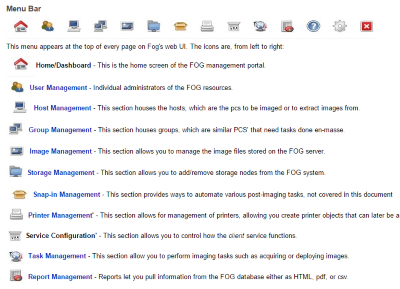 Menu Bar
This menu appears at the top of every page on Fog's web UI. The icons are, from left to right:
Home/Dashboard - This is the home screen of the FOG management portal.
User Management - Individual administrators of the FOG resources.
Host Management - This section houses the hosts, which are the pcs to be imaged or to extract images from.
Group Management - This section houses groups, which are similar PCS' that need tasks done en-masse.
Image Management - This section allows you to manage the image files stored on the FOG server.
Storage Management - This section allows you to add/remove storage nodes from the FOG system.
Snap-in Management - This section provides ways to automate various post-imaging tasks, not covered in this document
Printer Management' - This section allows for management of printers, allowing you create printer objects that can later be a
Service Configuration' - This section allows you to control how the client service functions.
Task Management - This section allow you to perform imaging tasks such as acquiring or deploying images.
Report Management - Reports let you pull information from the FOG database either as HTML, pdf, or csv.